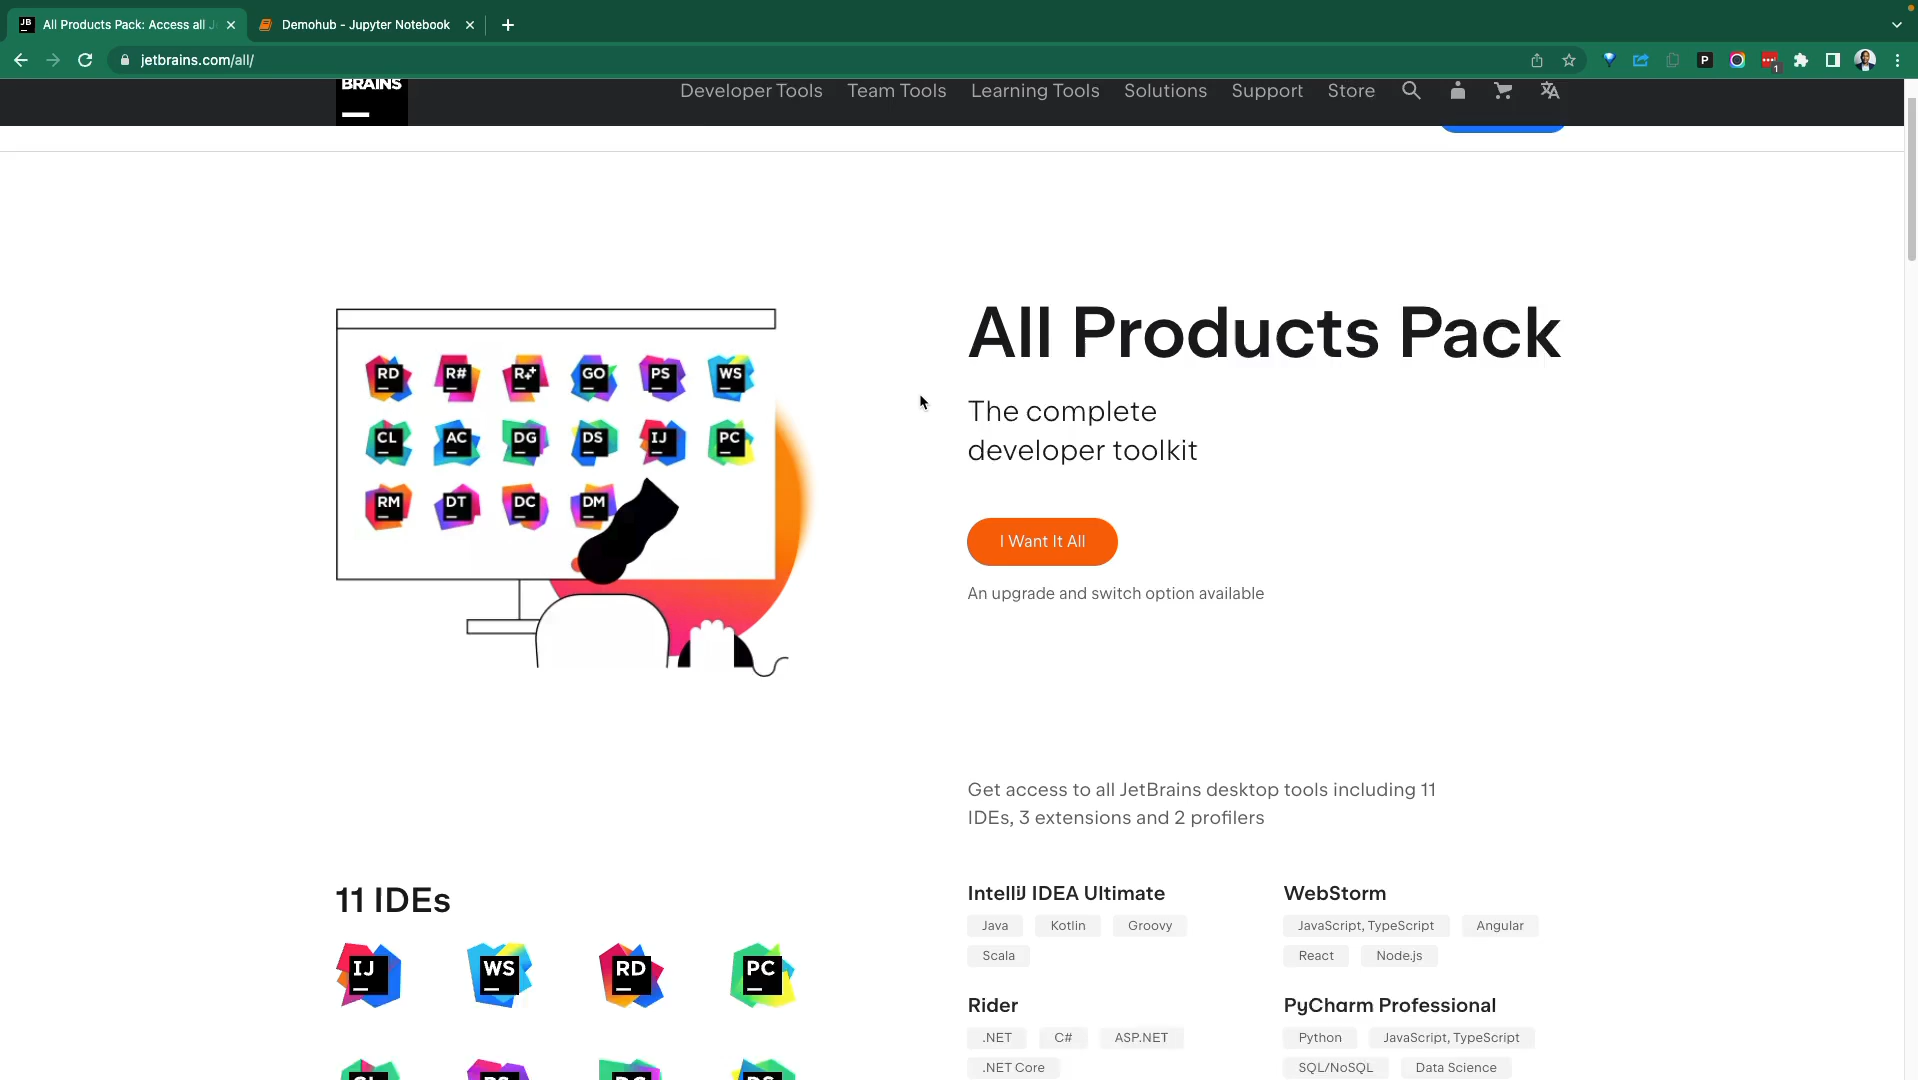 All Products Pack: Access all J
Demohub - Jupyter Notebook
jetbrains.com/all/
P
1
BRAINS
Developer Tools
Team Tools
Learning Tools
Solutions
Support
Store
All Products Pack
The complete
developer toolkit
I Want It All
An upgrade and switch option available
RD R# R++ GO PS WS
CL AC DG DS IJ PC
RM DT DC DM
Get access to all JetBrains desktop tools including 11
IDEs, 3 extensions and 2 profilers
11 IDEs
IJ WS RD PC
IntelliJ IDEA Ultimate
Java Kotlin Groovy
Scala
WebStorm
JavaScript, TypeScript Angular
React Node.js
Rider
.NET C# ASP.NET
.NET Core
PyCharm Professional
Python JavaScript, TypeScript
SQL/NoSQL Data Science